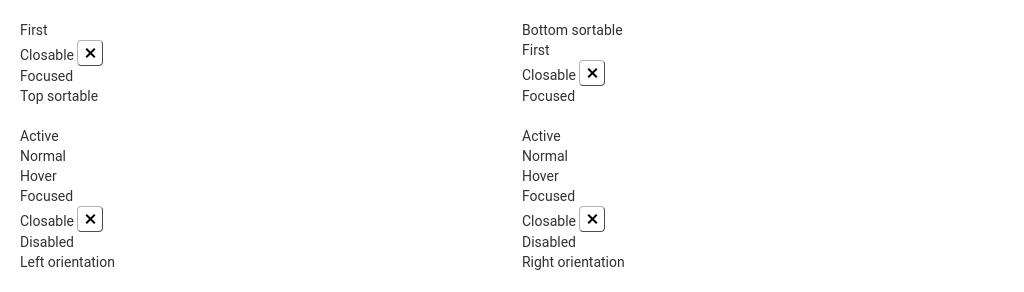 First
Closable ×
Focused
Top sortable
Bottom sortable
First
Closable ×
Focused
Active
Normal
Hover
Focused
Closable ×
Disabled
Left orientation
Active
Normal
Hover
Focused
Closable ×
Disabled
Right orientation